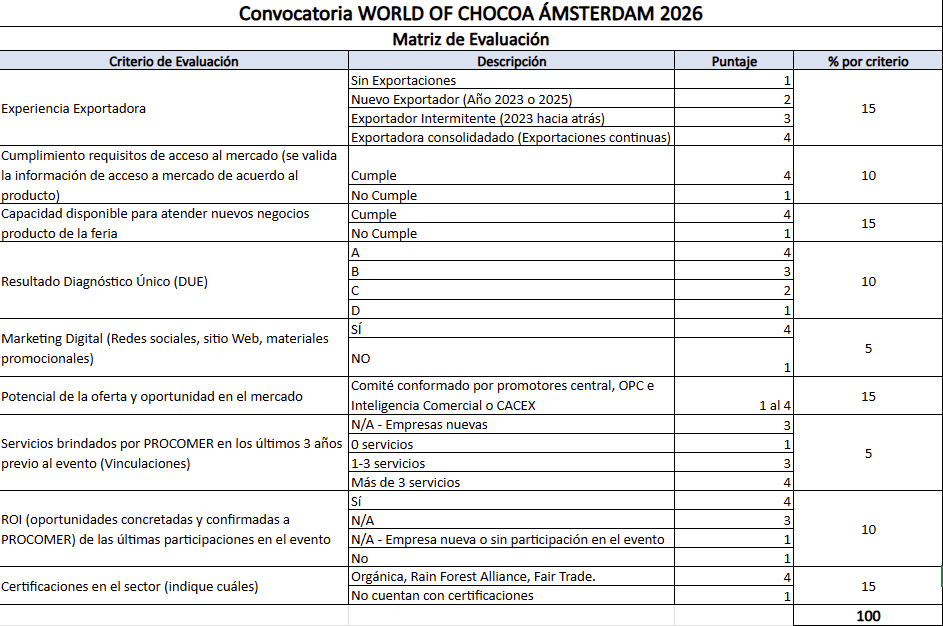 Convocatoria WORLD OF CHOCOA ÁMSTERDAM 2026
Matriz de Evaluación
Criterio de Evaluación Descripción Puntaje % por criterio
Experiencia Exportadora
Sin Exportaciones 1
Nuevo Exportador (Año 2023 o 2025) 2
Exportador Intermitente (2023 hacia atrás) 3
Exportadora consolidadado (Exportaciones continuas) 4
15
Cumplimiento requisitos de acceso al mercado (se valida
la información de acceso a mercado de acuerdo al
producto)
Cumple 4
No Cumple 1
10
Capacidad disponible para atender nuevos negocios
producto de la feria
Cumple 4
No Cumple 1
15
Resultado Diagnóstico Único (DUE)
A 4
B 3
C 2
D 1
10
Marketing Digital (Redes sociales, sitio Web, materiales
promocionales)
SÍ 4
NO 1
5
Potencial de la oferta y oportunidad en el mercado
Comité conformado por promotores central, OPC e
Inteligencia Comercial o CACEX 1 al 4
15
Servicios brindados por PROCOMER en los últimos 3 años
previo al evento (Vinculaciones)
N/A - Empresas nuevas 3
0 servicios 1
1-3 servicios 3
Más de 3 servicios 4
5
ROI (oportunidades concretadas y confirmadas a
PROCOMER) de las últimas participaciones en el evento
Sí 4
N/A 3
N/A - Empresa nueva o sin participación en el evento 1
No 1
10
Certificaciones en el sector (indique cuáles)
Orgánica, Rain Forest Alliance, Fair Trade. 4
No cuentan con certificaciones 1
15
100